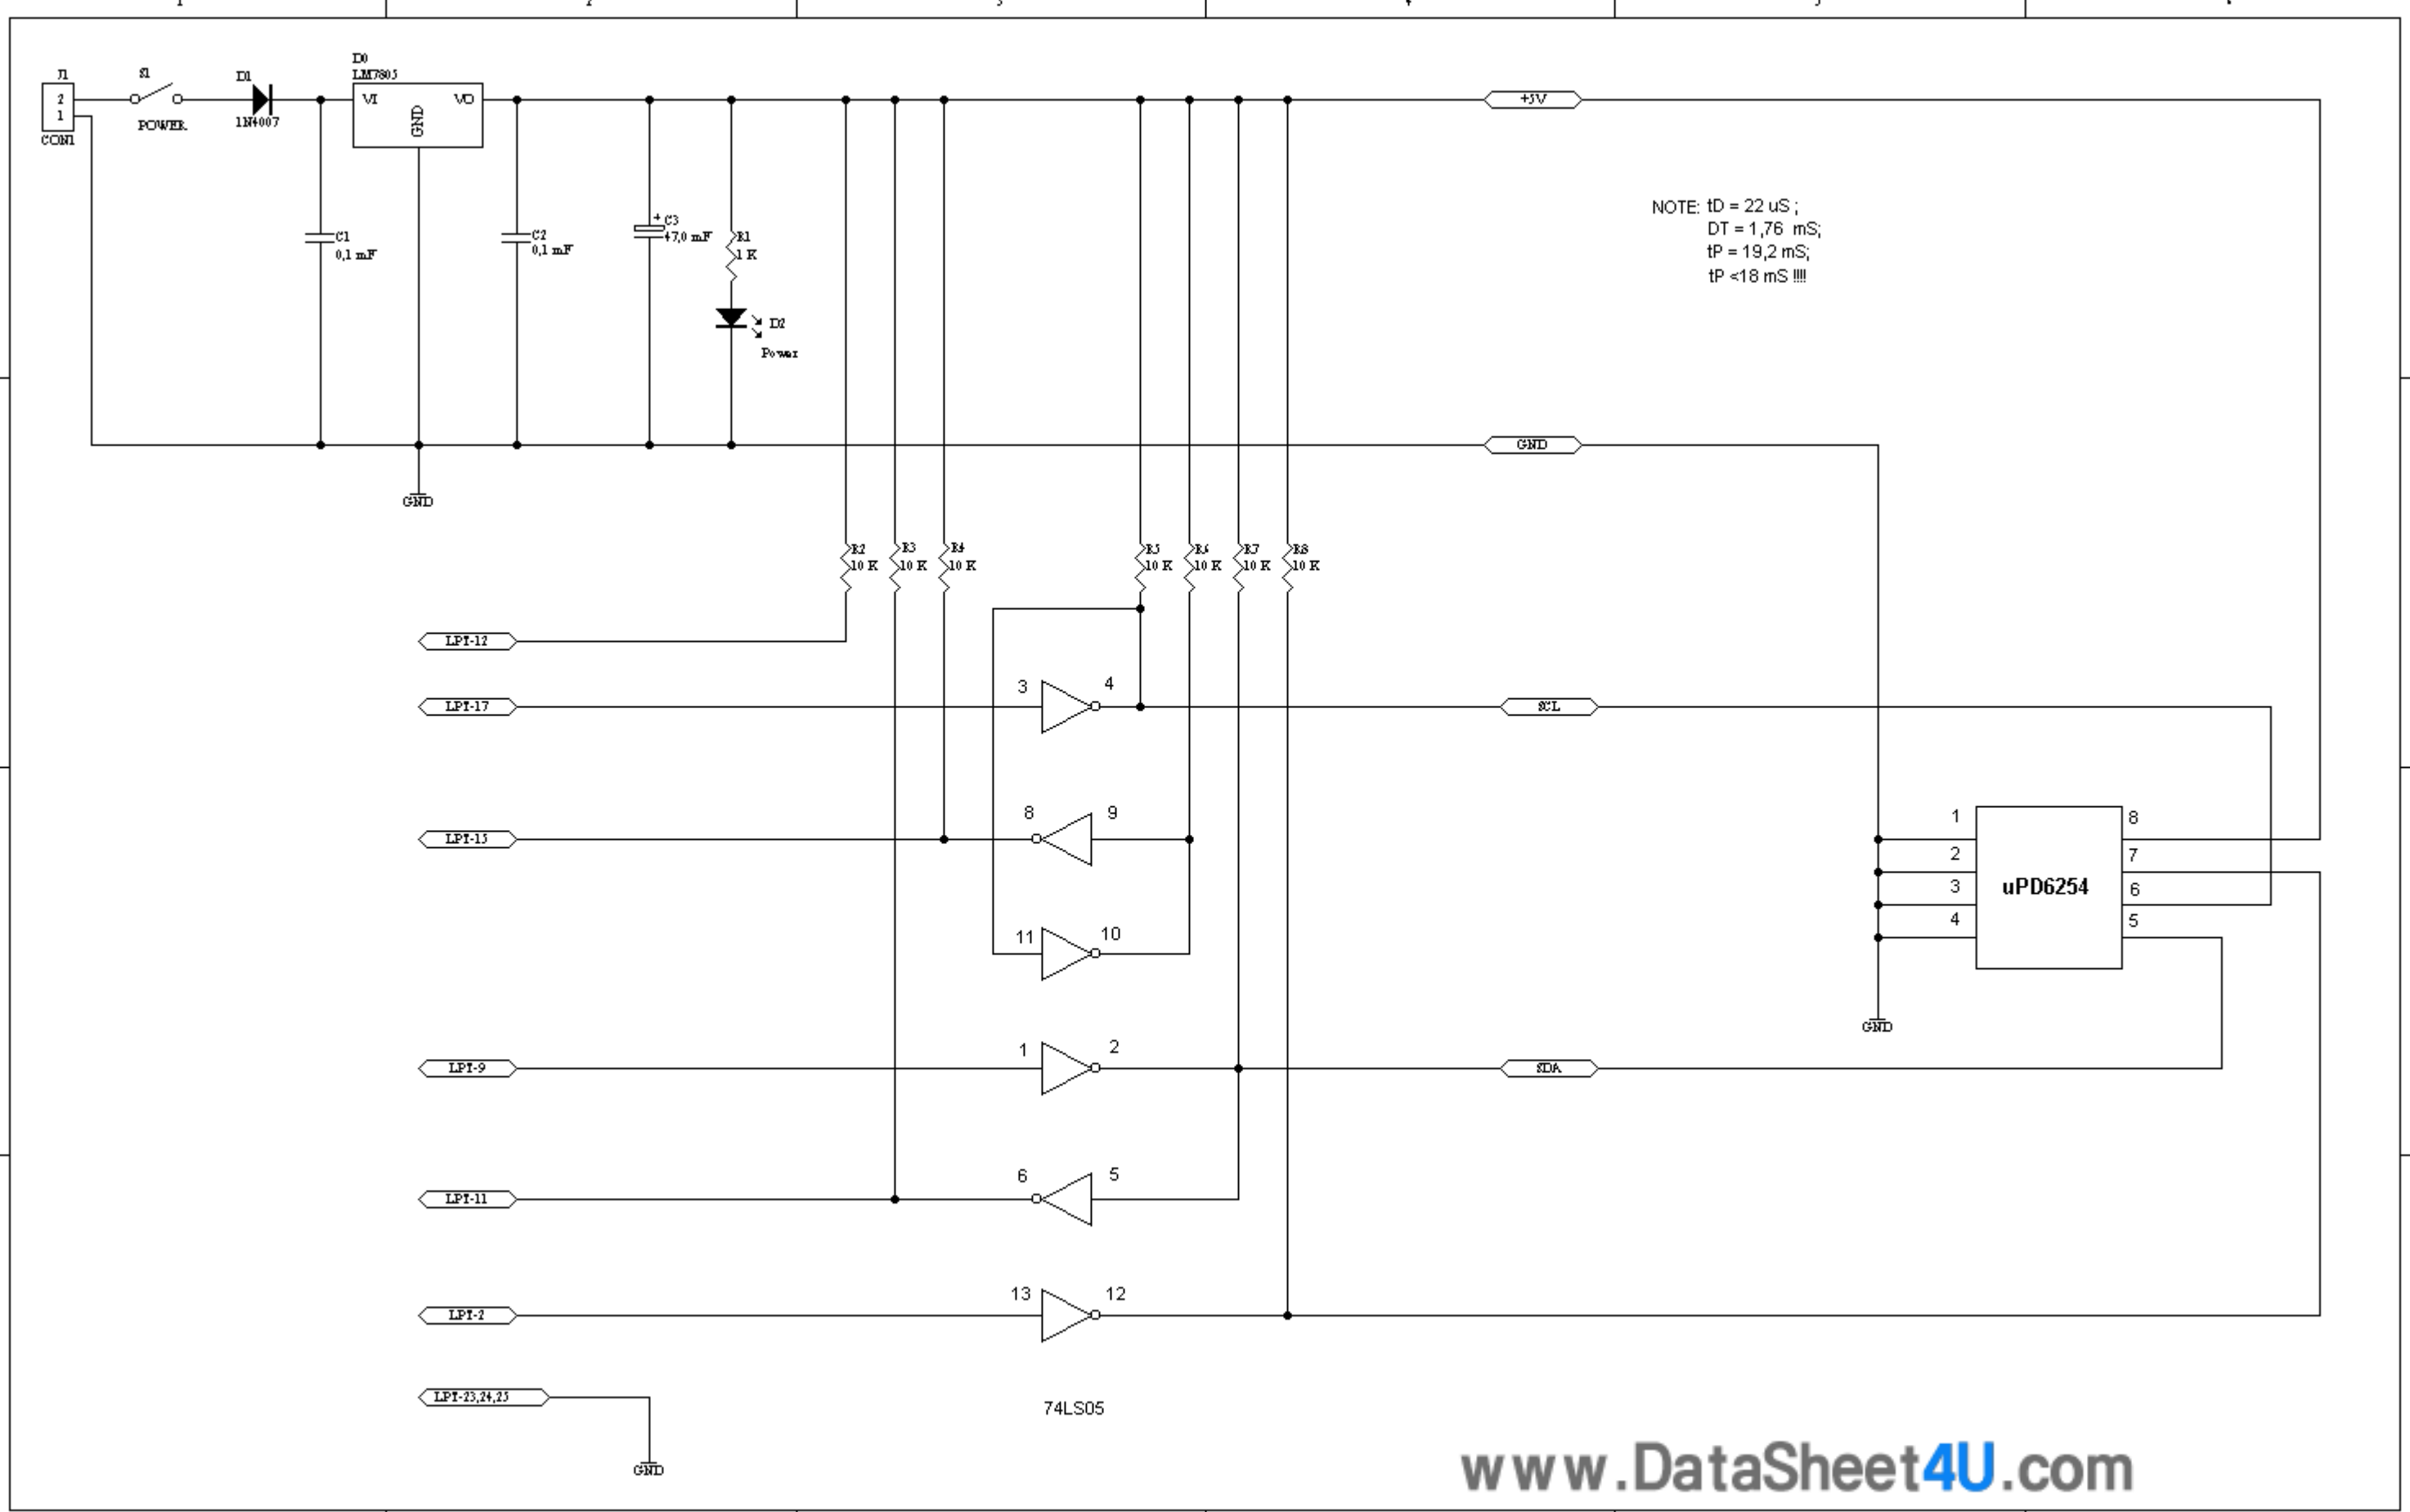 1 2 3 4 5
J1
2
1
CON1
S1
POWER
D1
1N4007
D0
LM7805
VI
VO
GND
+5V
C1
0,1 mF
C2
0,1 mF
+ C3
47,0 mF
R1
1 K
D2
Power
NOTE: tD = 22 uS ;
DT = 1,76 mS;
tP = 19,2 mS;
tP <18 mS !!!!
GND
GND
R2
10 K
R3
10 K
R4
10 K
R5
10 K
R6
10 K
R7
10 K
R8
10 K
LPT-12
LPT-17
3
4
SCL
LPT-15
8
9
11
10
1
2
3
4
uPD6254
8
7
6
5
GND
LPT-9
1
2
SDA
LPT-11
6
5
LPT-2
13
12
LPT-23,24,25
GND
74LS05
www.DataSheet4U.com